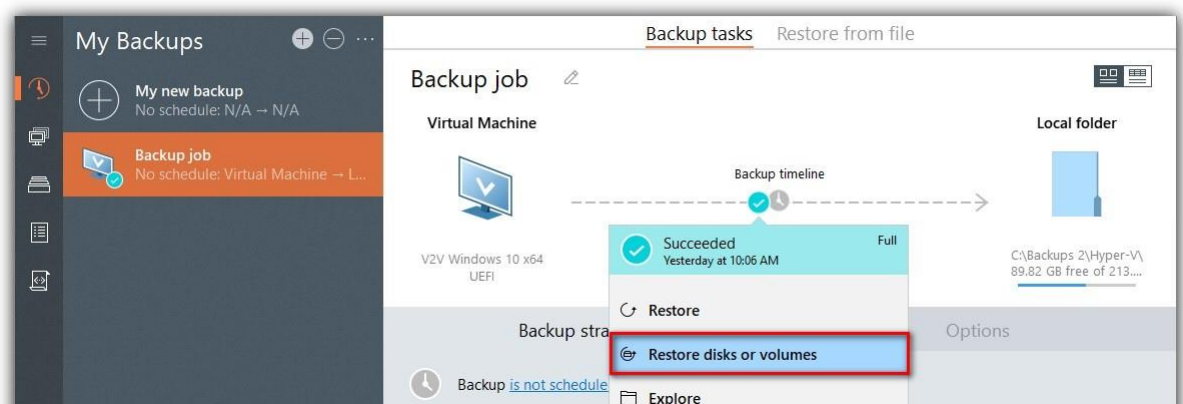 My Backups
My new backup
No schedule: N/A → N/A
Backup job
No schedule: Virtual Machine → L...
Backup tasks Restore from file
Backup job
Virtual Machine
Local folder
Backup timeline
V2V Windows 10 x64
UEFI
C:\Backups 2\Hyper-V\
89.82 GB free of 213....
Succeeded Full
Yesterday at 10:06 AM
Restore
Backup stra
Options
Restore disks or volumes
Backup is not schedule
Explore